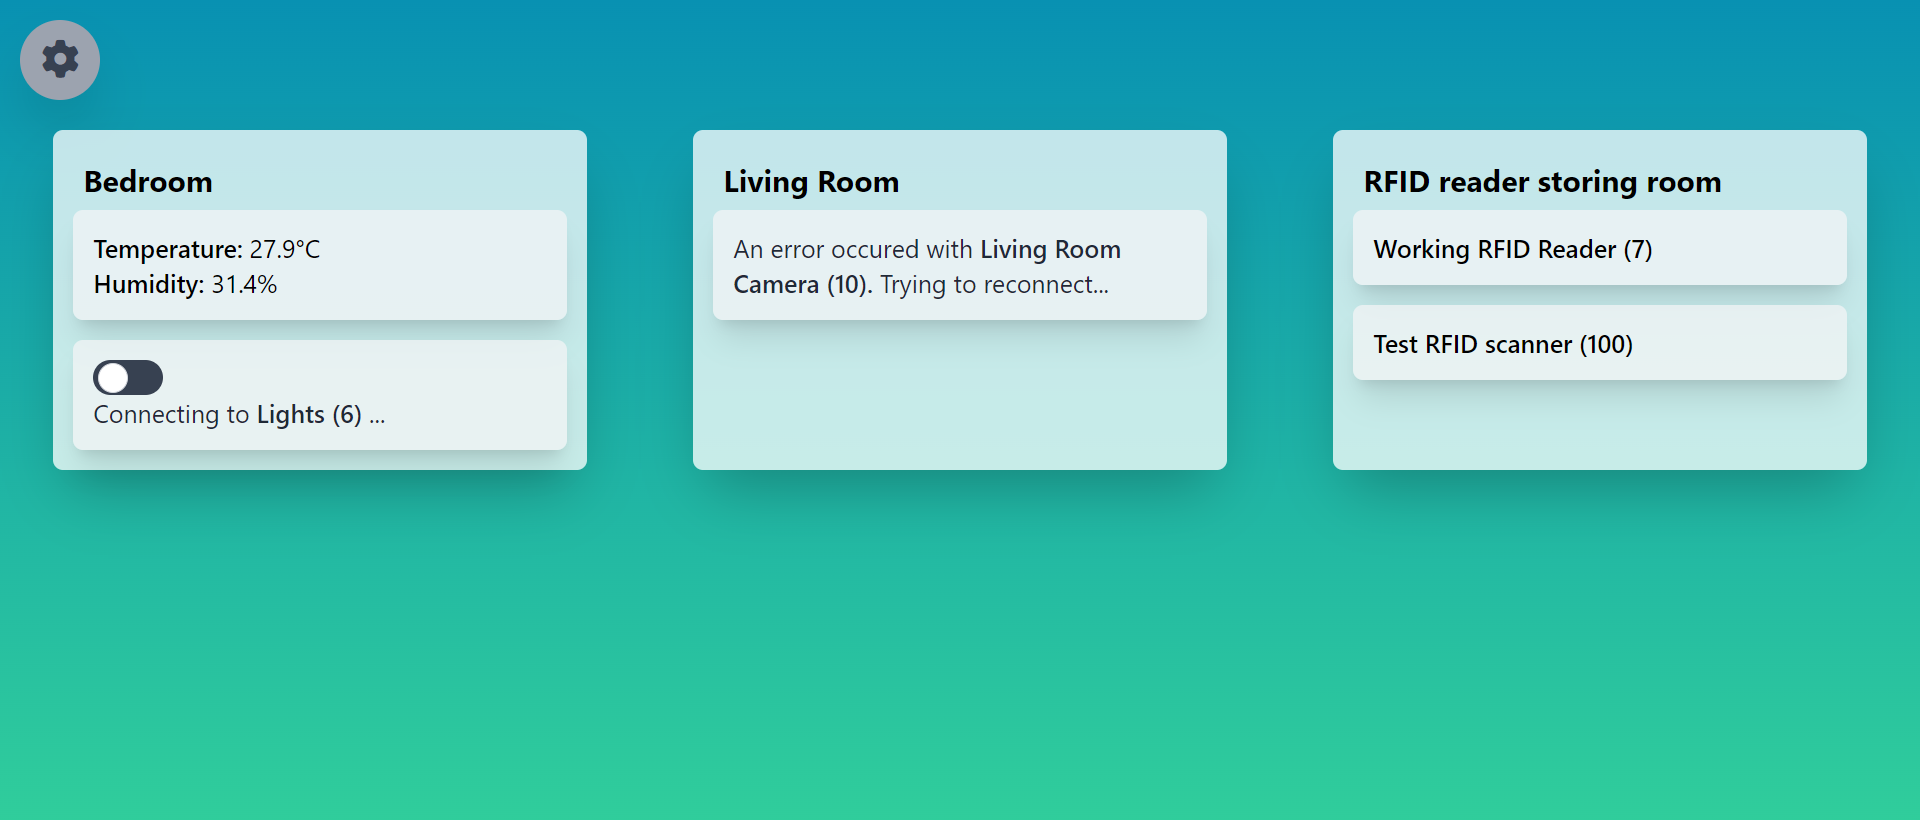 Bedroom
Temperature: 27.9°C
Humidity: 31.4%
Connecting to Lights (6) ...
Living Room
An error occured with Living Room
Camera (10). Trying to reconnect...
RFID reader storing room
Working RFID Reader (7)
Test RFID scanner (100)